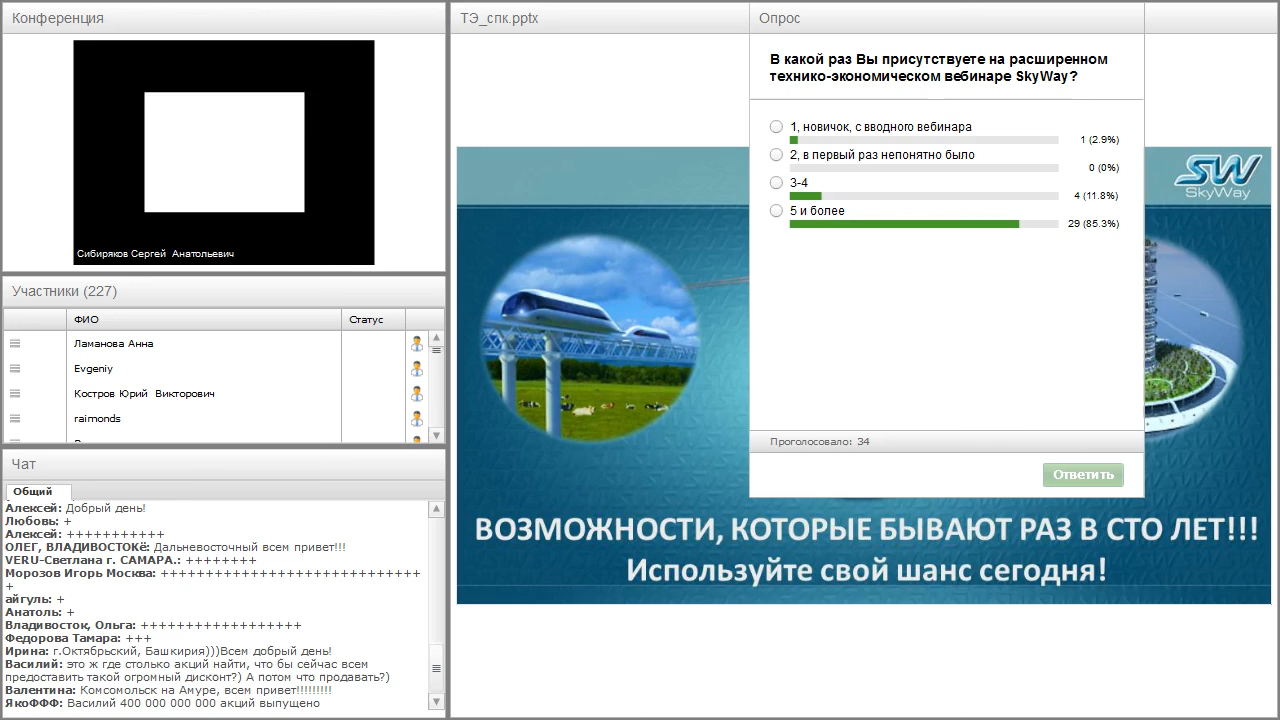 Конференция
Сибиряков Сергей Анатольевич
Участники (227)
ФИО
Статус
Ламанова Анна
Evgeniy
Костров Юрий Викторович
raimonds
Чат
Общий
Алексей: Добрый день!
Любовь: +
Алексей: +++++++++++
ОЛЕГ, ВЛАДИВОСТОКё: Дальневосточный всем привет!!!
VERU-Светлана г. САМАРА.: ++++++++
Морозов Игорь Москва: +++++++++++++++++++++++++++++
+
айгуль: +
Анатоль: +
Владивосток, Ольга: ++++++++++++++++++
Федорова Тамара: +++
Ирина: г.Октябрьский, Башкирия)))Всем добрый день!
Василий: это ж где столько акций найти, что бы сейчас всем
предоставить такой огромный дисконт?) А потом что продавать?)
Валентина: Комсомольск на Амуре, всем привет!!!!!!!!!
ЯкоФФФ: Василий 400 000 000 000 акций выпущено
ТЭ_спк.pptx
Опрос
В какой раз Вы присутствуете на расширенном
технико-экономическом вебинаре SkyWay?
1, новичок, с вводного вебинара
1 (2.9%)
2, в первый раз непонятно было
0 (0%)
3-4
4 (11.8%)
5 и более
29 (85.3%)
Проголосовало: 34
Ответить
SW
SkyWay
ВОЗМОЖНОСТИ, КОТОРЫЕ БЫВАЮТ РАЗ В СТО ЛЕТ!!!
Используйте свой шанс сегодня!